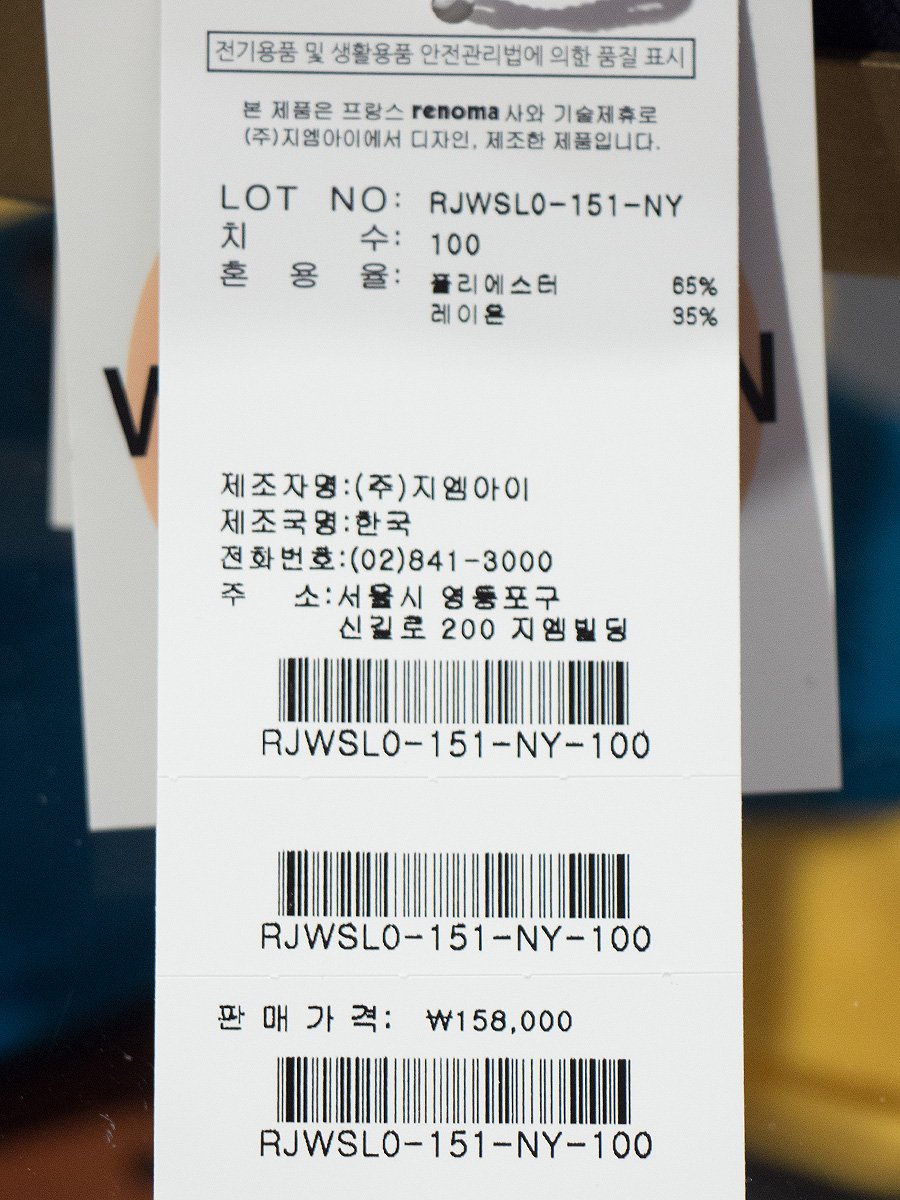 전기용품 및 생활용품 안전관리법에 의한 품질 표시
본 제품은 프랑스 renoma 사와 기술제휴로
(주)지엠아이에서 디자인, 제조한 제품입니다.
LOT NO: RJWSL0-151-NY
치 수: 100
혼 용 율: 폴리에스터 65%
레이온 35%
제조자명:(주)지엠아이
제조국명:한국
전화번호:(02)841-3000
주 소:서울시 영등포구
신길로 200 지엠빌딩
RJWSL0-151-NY-100
RJWSL0-151-NY-100
판 매 가 격: ₩158,000
RJWSL0-151-NY-100